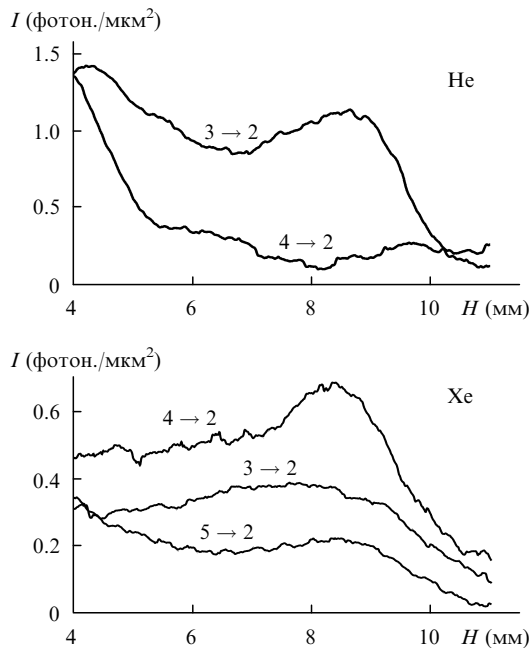 I (фотон./мкм²)
1.5
He
1.0
3 → 2
0.5
4 → 2
0
4 6 8 10 H (мм)
I (фотон./мкм²)
Xe
0.6
4 → 2
0.4
3 → 2
0.2
5 → 2
0
4 6 8 10 H (мм)